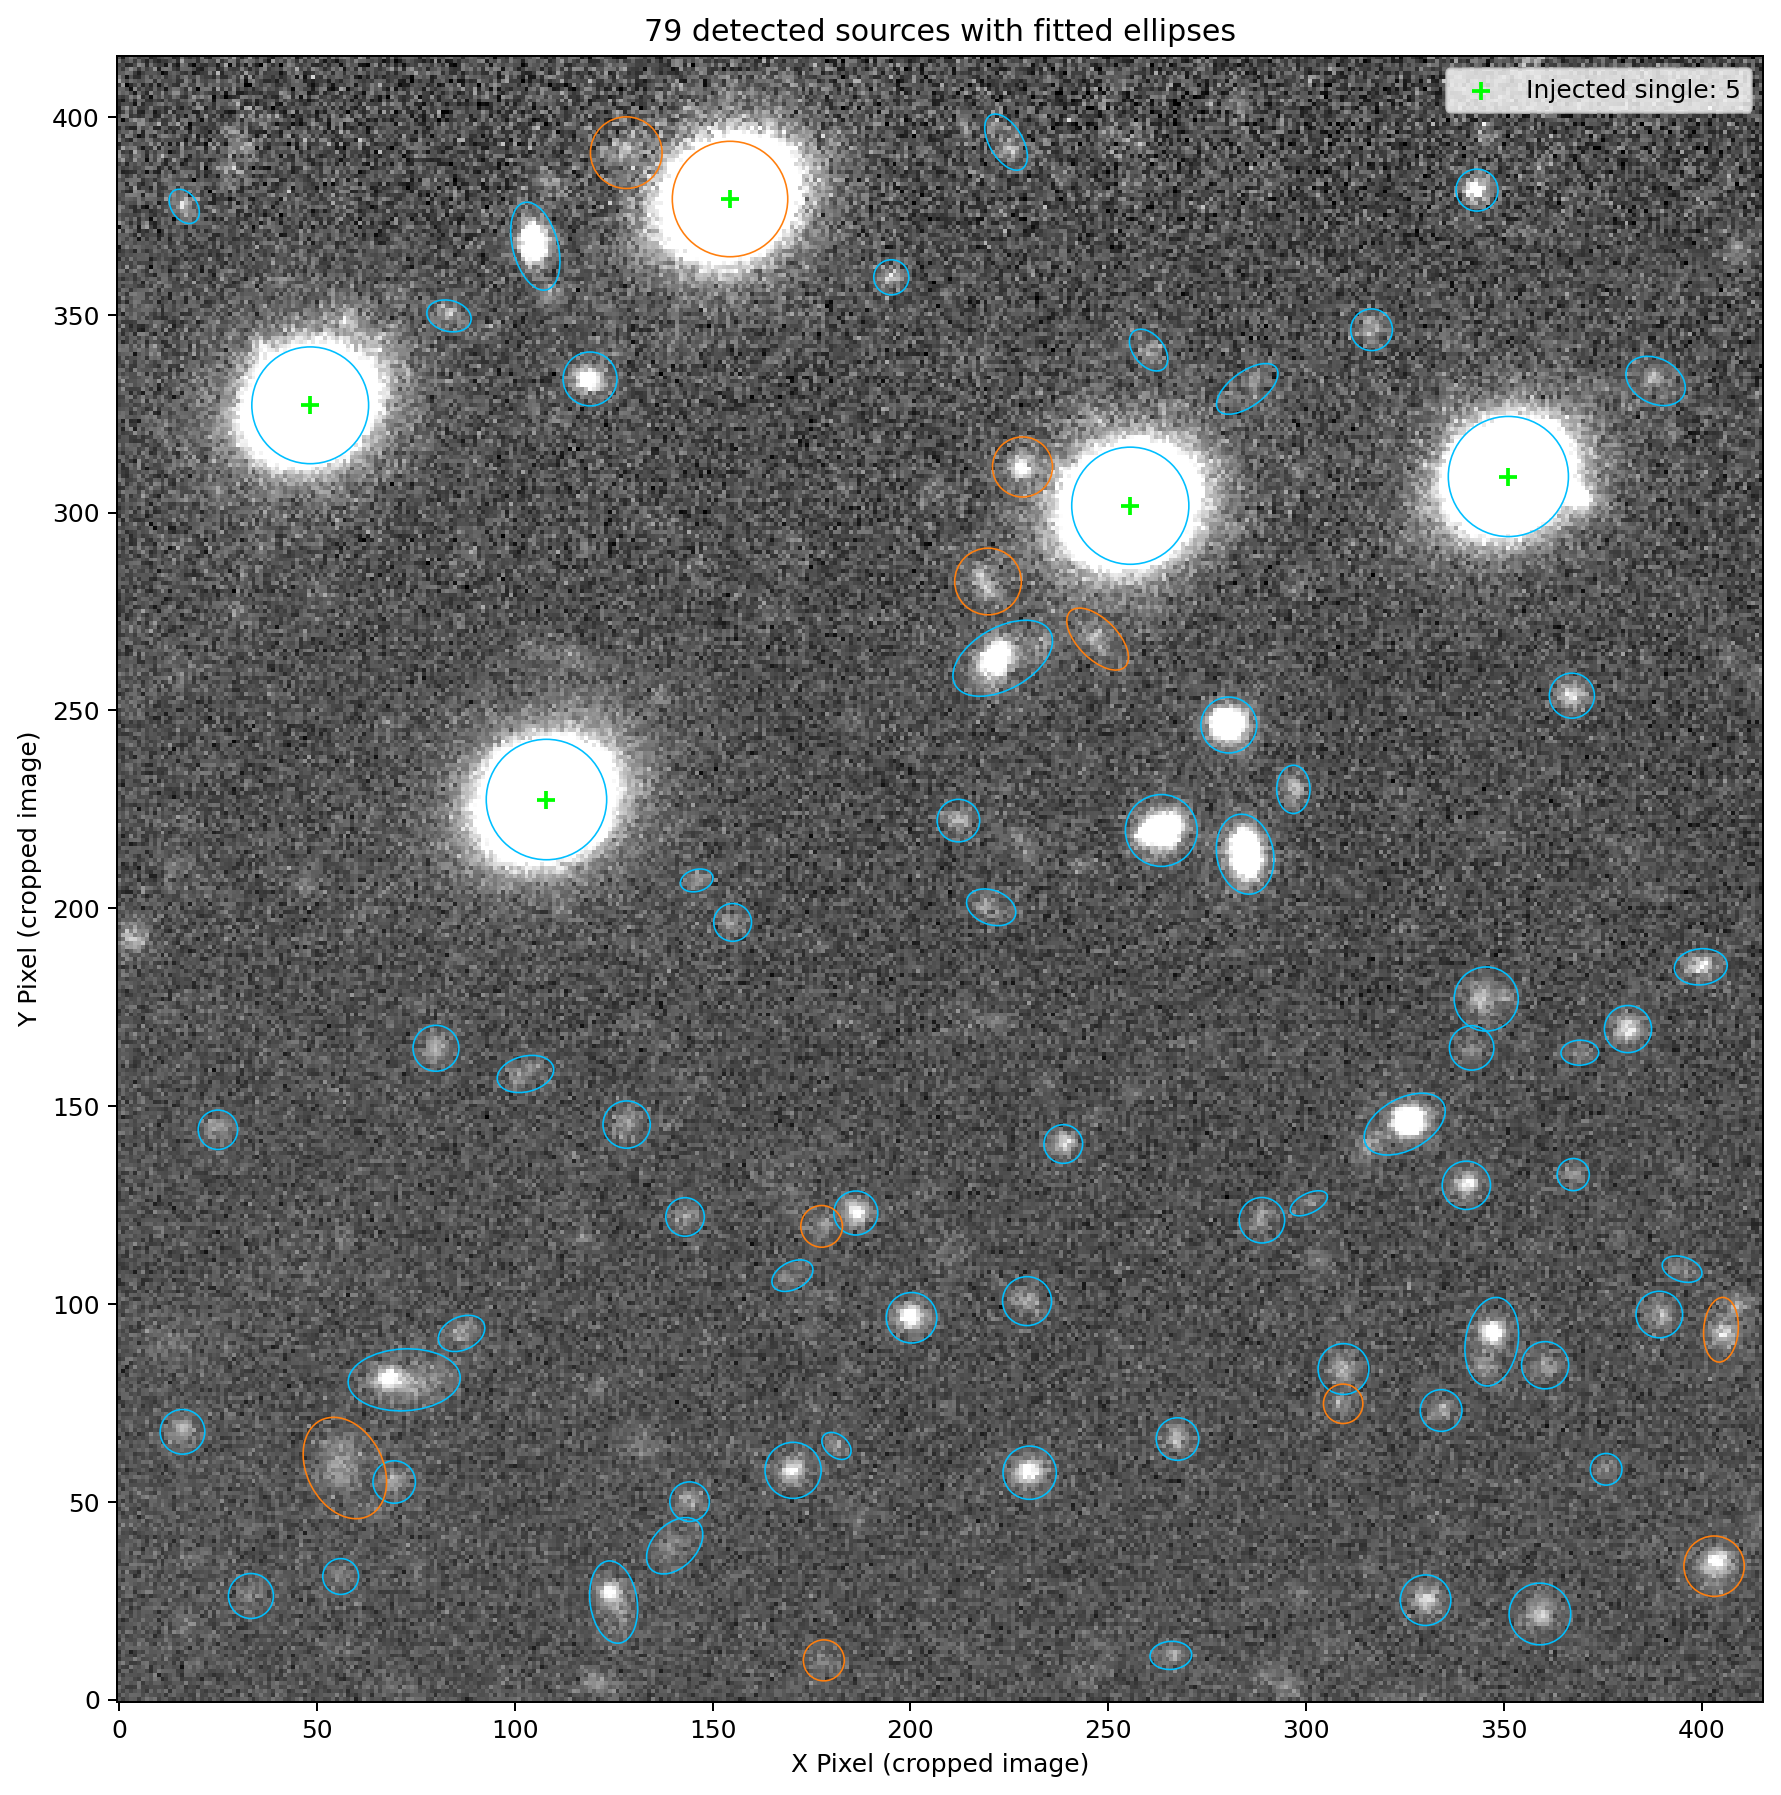 79 detected sources with fitted ellipses
Injected single: 5
Y Pixel (cropped image)
400
350
300
250
200
150
100
50
0
0 50 100 150 200 250 300 350 400
X Pixel (cropped image)